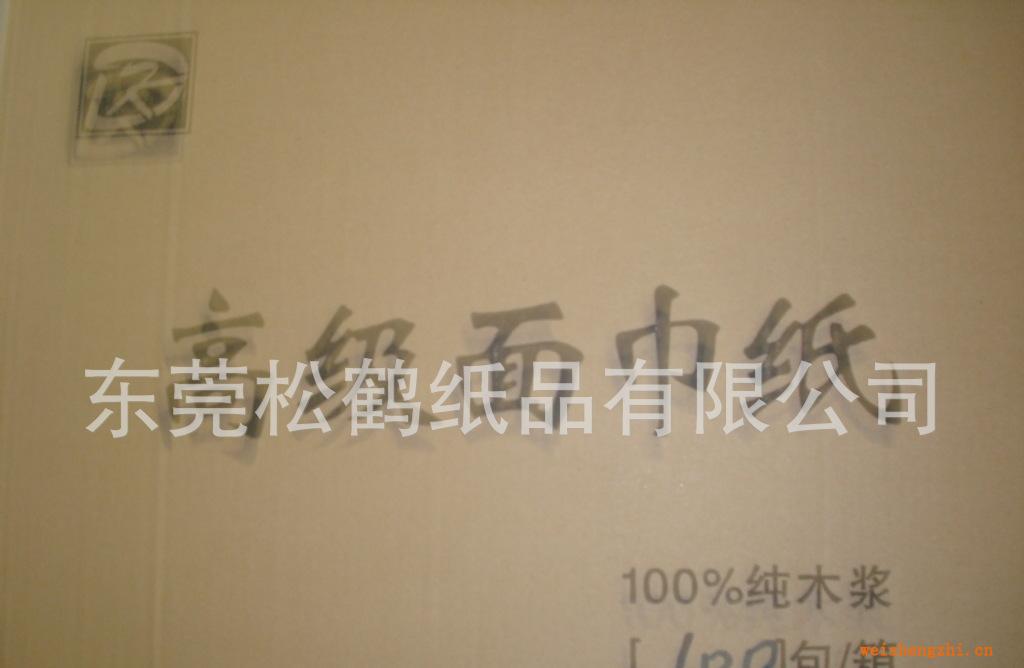 高级面巾纸
东莞松鹤纸品有限公司
100%纯木浆
[ 100 ]包/箱
weishengzhi.cn